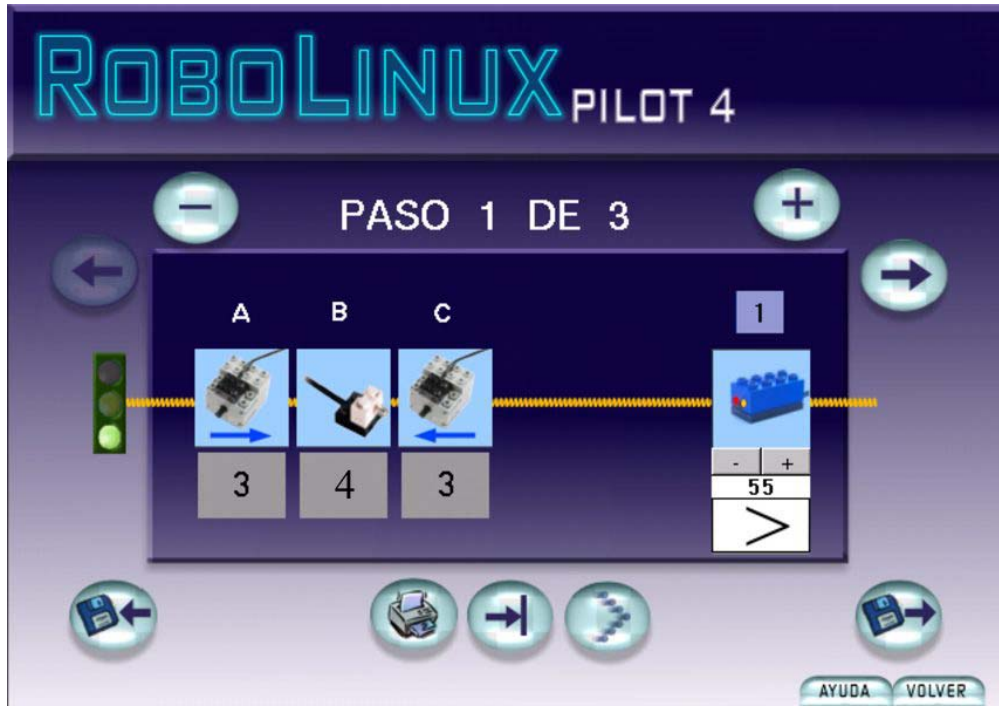 ROBOLINUX PILOT 4
PASO 1 DE 3
A B C 1
- +
55
3 4 3
>
AYUDA VOLVER